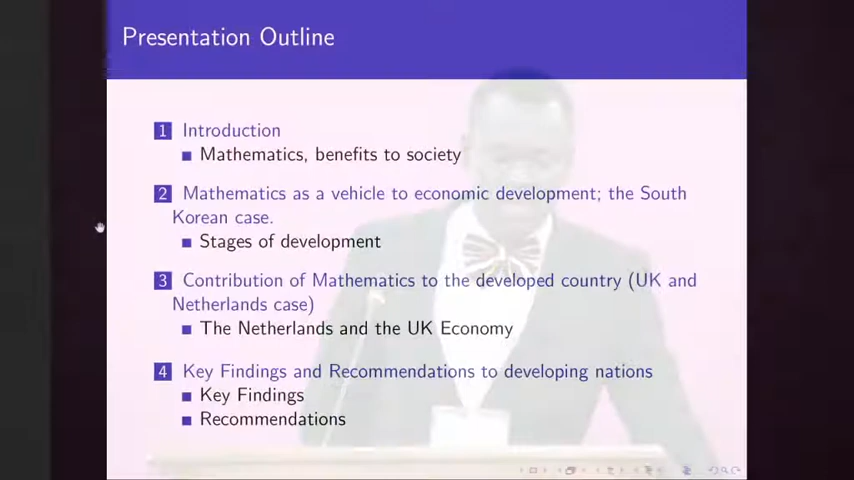 Presentation Outline
1 Introduction
Mathematics, benefits to society
2 Mathematics as a vehicle to economic development; the South
Korean case.
Stages of development
3 Contribution of Mathematics to the developed country (UK and
Netherlands case)
The Netherlands and the UK Economy
4 Key Findings and Recommendations to developing nations
Key Findings
Recommendations